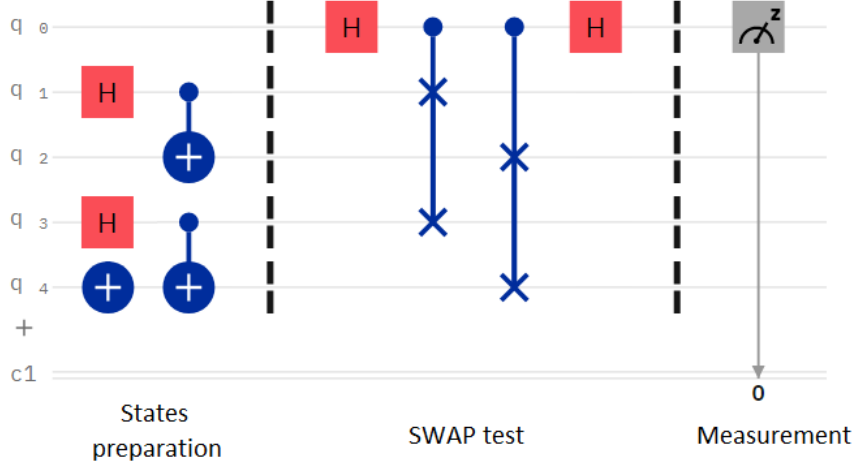 q 0 H H z
q 1 H
q 2
q 3 H
q 4
+
c1
0
States
preparation
SWAP test
Measurement